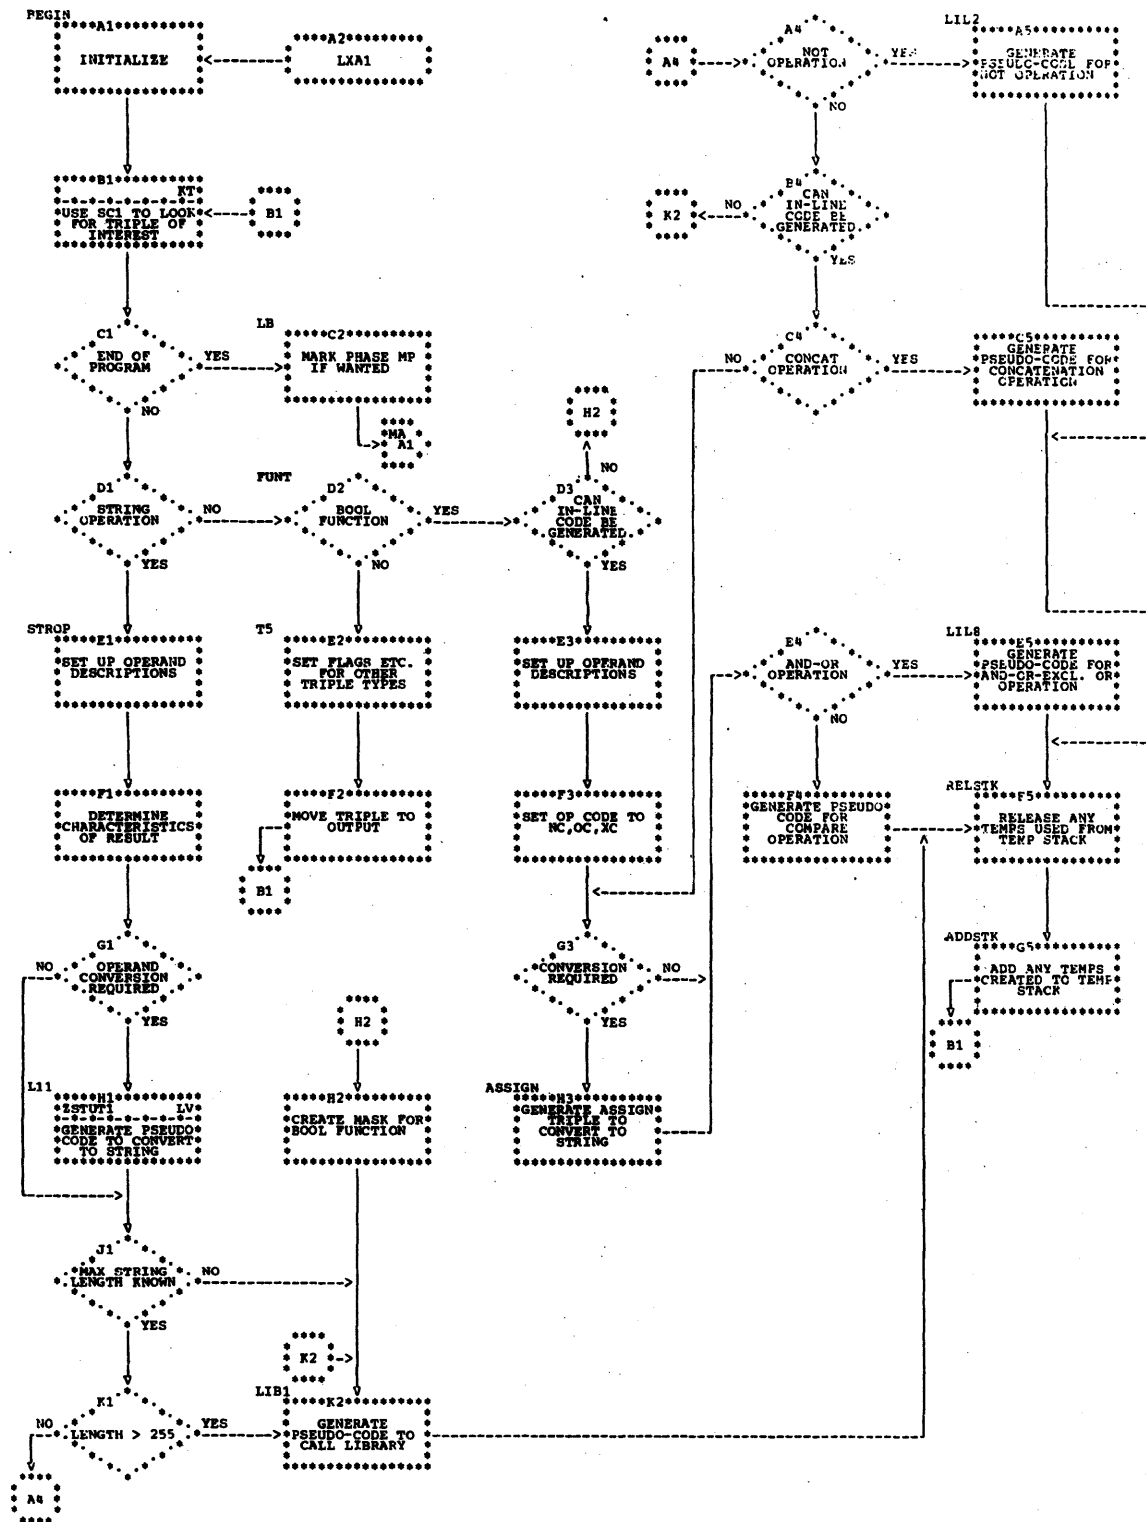 BEGIN
A1
INITIALIZE
A2
LXA1
B1
KT
USE SC1 TO LOOK
FOR TRIPLE OF
INTEREST
B1
C1
END OF
PROGRAM
YES
NO
LB
C2
MARK PHASE MP
IF WANTED
MA
A1
D1
STRING
OPERATION
NO
YES
FUNT
D2
BOOL
FUNCTION
YES
NO
H2
NO
D3
CAN
IN-LINE
CODE BE
GENERATED.
YES
STROP
E1
SET UP OPERAND
DESCRIPTIONS
T5
E2
SET FLAGS ETC.
FOR OTHER
TRIPLE TYPES
E3
SET UP OPERAND
DESCRIPTIONS
F1
DETERMINE
CHARACTERISTICS
OF RESULT
F2
MOVE TRIPLE TO
OUTPUT
B1
F3
SET OP CODE TO
NC,OC,XC
G1
OPERAND
CONVERSION
REQUIRED
NO
YES
H2
G3
CONVERSION
REQUIRED
NO
YES
L11
H1
ZSTUT1 LV
GENERATE PSEUDO
CODE TO CONVERT
TO STRING
H2
CREATE MASK FOR
BOOL FUNCTION
ASSIGN
H3
GENERATE ASSIGN
TRIPLE TO
CONVERT TO
STRING
J1
MAX STRING
LENGTH KNOWN
NO
YES
K2
K1
LENGTH > 255
NO
YES
A4
LIB1
K2
GENERATE
PSEUDO-CODE TO
CALL LIBRARY
A4
A4
NOT
OPERATION
YES
NO
LIL2
A5
GENERATE
PSEUDO-CODE FOR
NOT OPERATION
K2
NO
B4
CAN
IN-LINE
CODE BE
GENERATED.
YES
NO
C4
CONCAT
OPERATION
YES
C5
GENERATE
PSEUDO-CODE FOR
CONCATENATION
OPERATION
E4
AND-OR
OPERATION
YES
NO
LIL8
E5
GENERATE
PSEUDO-CODE FOR
AND-OR-EXCL. OR
OPERATION
F4
GENERATE PSEUDO
CODE FOR
COMPARE
OPERATION
RELSTK
F5
RELEASE ANY
TEMPS USED FROM
TEMP STACK
ADDSTK
G5
ADD ANY TEMPS
CREATED TO TEMP
STACK
B1